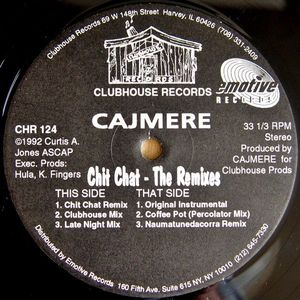 Clubhouse Records 89 W 148th Street Harvey, IL 60426 (708) 331-2409
CLUBHOUSE
RECORDS
CLUBHOUSE RECORDS
emotive
RECORDS
CHR 124
CAJMERE
33 1/3 RPM
Stereo
©1992 Curtis A.
Jones ASCAP
Exec. Prods:
Hula, K. Fingers
Produced by
CAJMERE for
Clubhouse Prods
Chit Chat - The Remixes
THIS SIDE
1. Chit Chat Remix
2. Clubhouse Mix
3. Late Night Mix
THAT SIDE
1. Original Instrumental
2. Coffee Pot (Percolator Mix)
3. Naumatunedacorra Remix
Distributed by Emotive Records 160 Fifth Ave. Suite 615 NY, NY 10010 (212) 645-7330